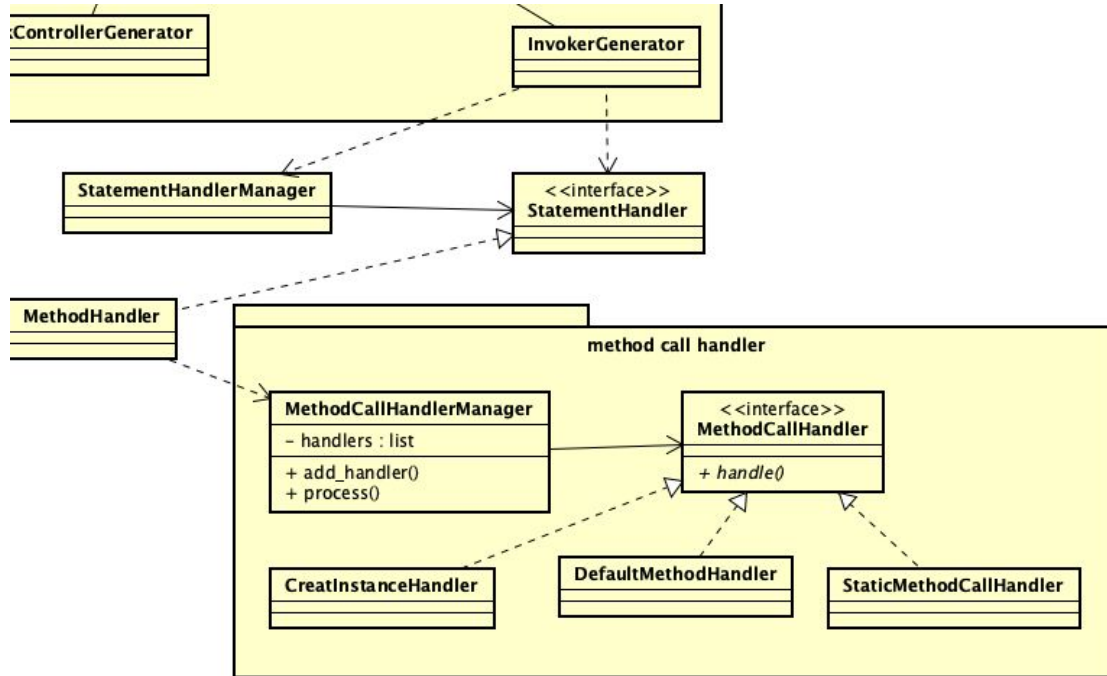 kControllerGenerator
InvokerGenerator
StatementHandlerManager
<<interface>>
StatementHandler
MethodHandler
method call handler
MethodCallHandlerManager
– handlers : list
+ add_handler()
+ process()
<<interface>>
MethodCallHandler
+ handle()
CreatInstanceHandler
DefaultMethodHandler
StaticMethodCallHandler